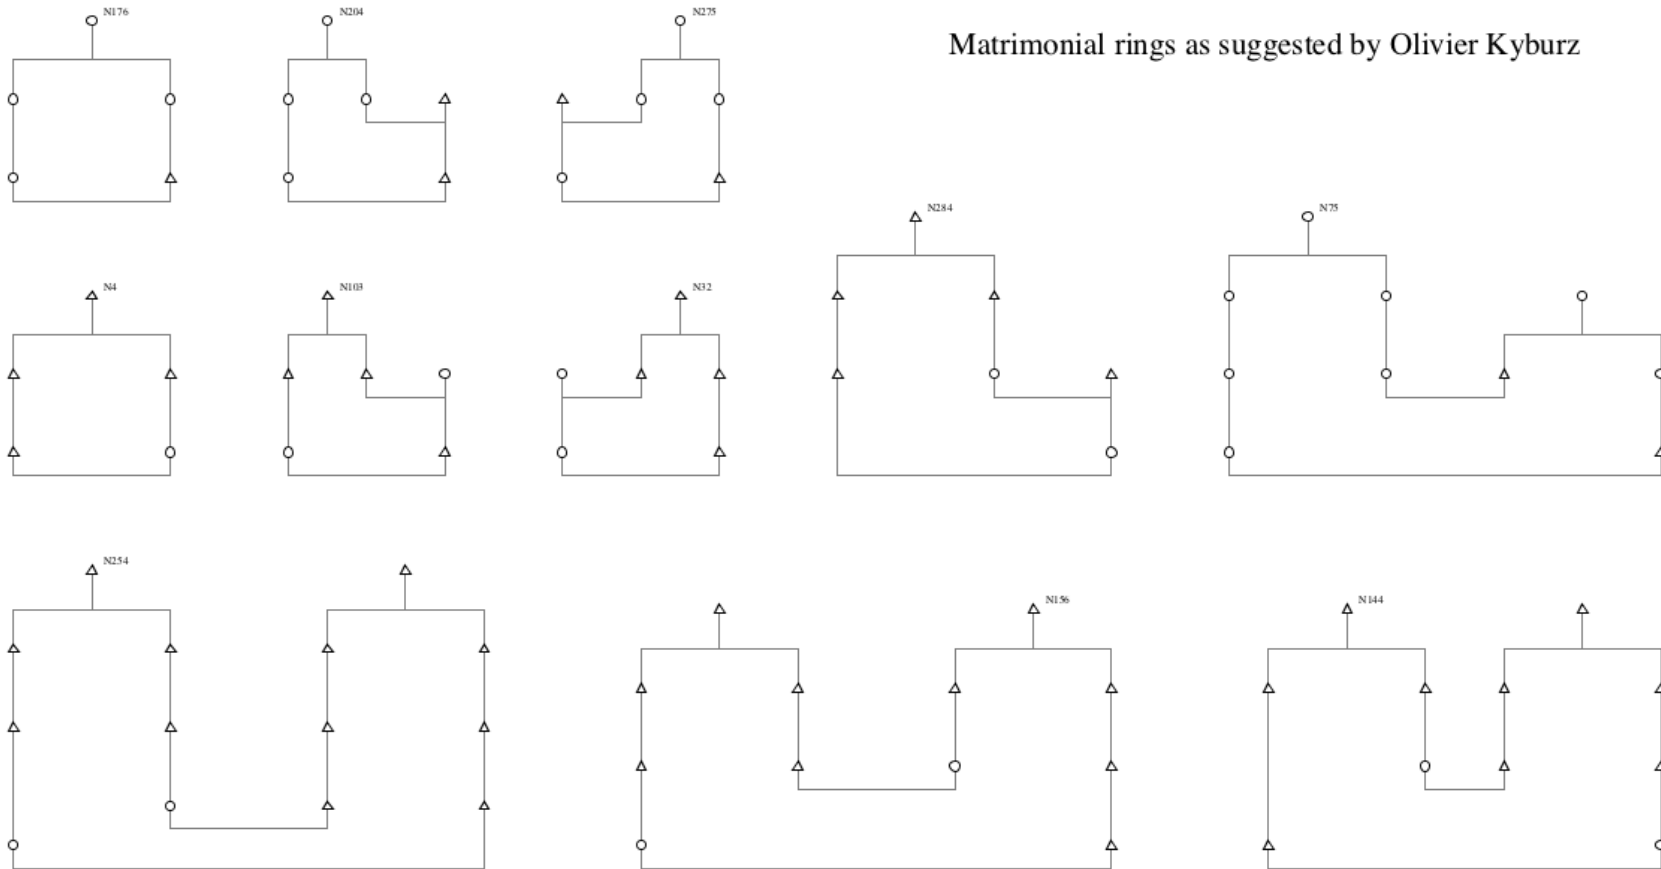 N176
N204
N275
Matrimonial rings as suggested by Olivier Kyburz
N284
N75
N4
N103
N32
N254
N156
N144